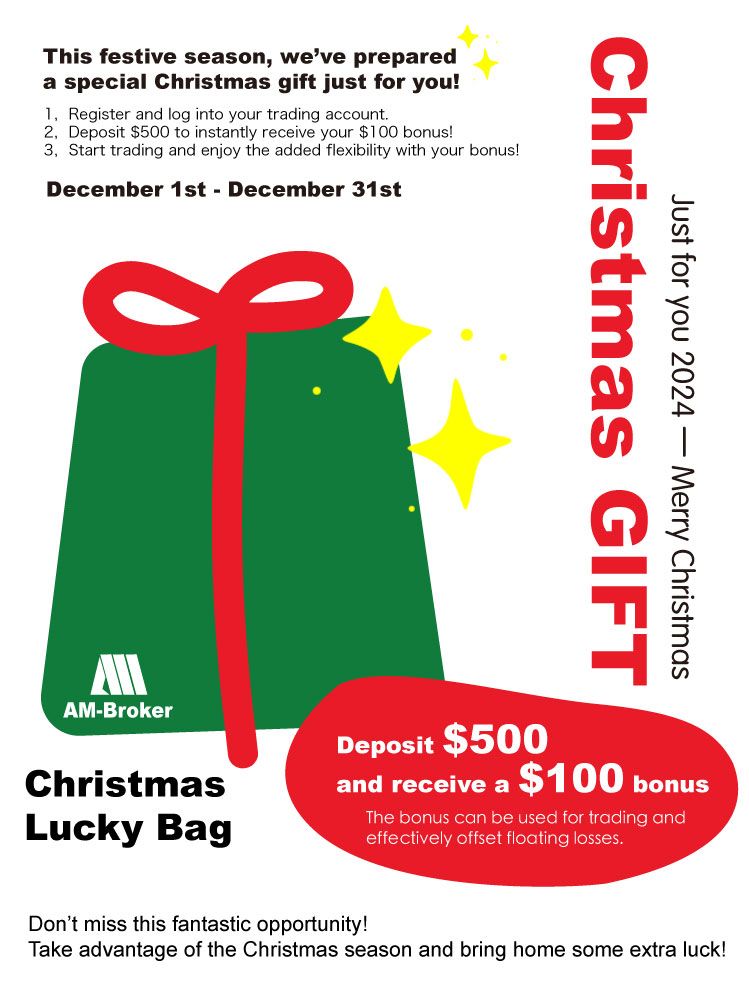 This festive season, we’ve prepared
a special Christmas gift just for you!
1, Register and log into your trading account.
2, Deposit $500 to instantly receive your $100 bonus!
3, Start trading and enjoy the added flexibility with your bonus!
December 1st - December 31st
Christmas GIFT
Just for you 2024 — Merry Christmas
AM-Broker
Christmas
Lucky Bag
Deposit $500
and receive a $100 bonus
The bonus can be used for trading and
effectively offset floating losses.
Don’t miss this fantastic opportunity!
Take advantage of the Christmas season and bring home some extra luck!